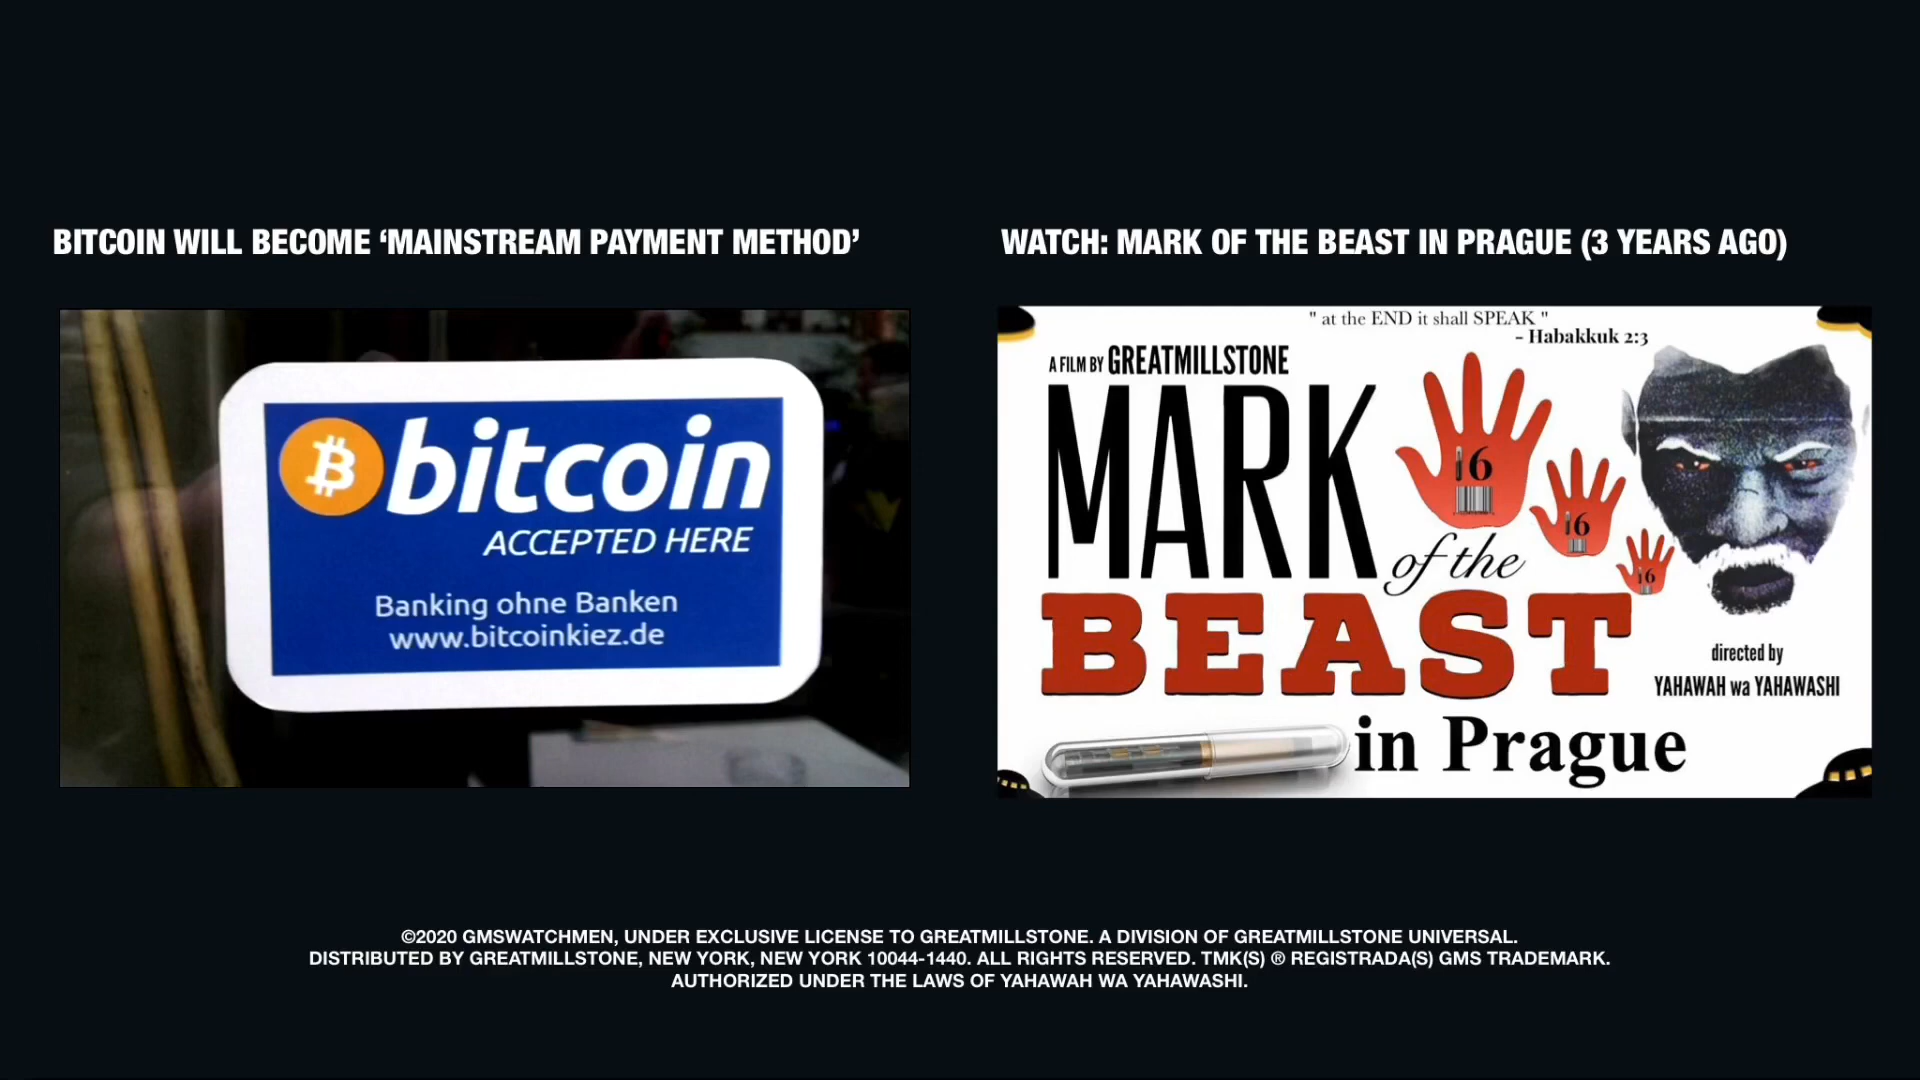 BITCOIN WILL BECOME ‘MAINSTREAM PAYMENT METHOD’
bitcoin
ACCEPTED HERE
Banking ohne Banken
www.bitcoinkiez.de
WATCH: MARK OF THE BEAST IN PRAGUE (3 YEARS AGO)
" at the END it shall SPEAK "
- Habakkuk 2:3
A FILM BY GREATMILLSTONE
MARK
of the
BEAST
in Prague
16
16
16
directed by
YAHAWAH wa YAHAWASHI
©2020 GMSWATCHMEN, UNDER EXCLUSIVE LICENSE TO GREATMILLSTONE. A DIVISION OF GREATMILLSTONE UNIVERSAL.
DISTRIBUTED BY GREATMILLSTONE, NEW YORK, NEW YORK 10044-1440. ALL RIGHTS RESERVED. TMK(S) ® REGISTRADA(S) GMS TRADEMARK.
AUTHORIZED UNDER THE LAWS OF YAHAWAH WA YAHAWASHI.